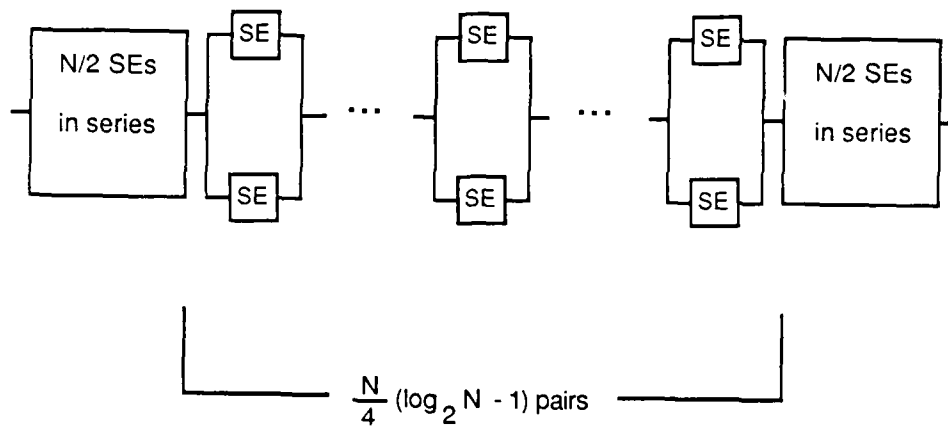 SE SE SE
N/2 SEs N/2 SEs
... ...
in series in series
SE SE SE
N/4 (log₂ N - 1) pairs